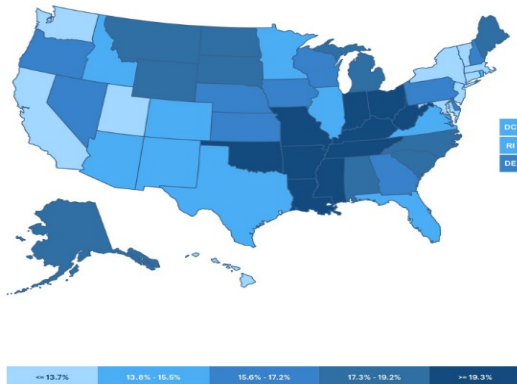 DC
RI
DE
<= 13.7%
13.8% - 15.5%
15.6% - 17.2%
17.3% - 19.2%
>= 19.3%